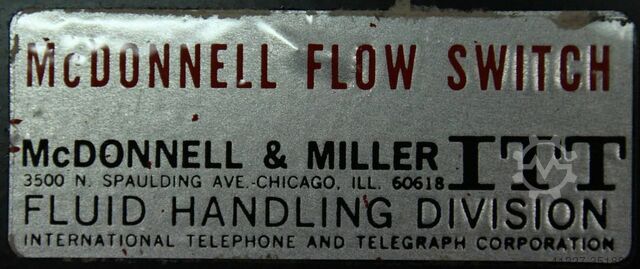 McDONNELL FLOW SWITCH
McDONNELL & MILLER ITT
3500 N. SPAULDING AVE.-CHICAGO, ILL. 60618
FLUID HANDLING DIVISION
INTERNATIONAL TELEPHONE AND TELEGRAPH CORPORATION